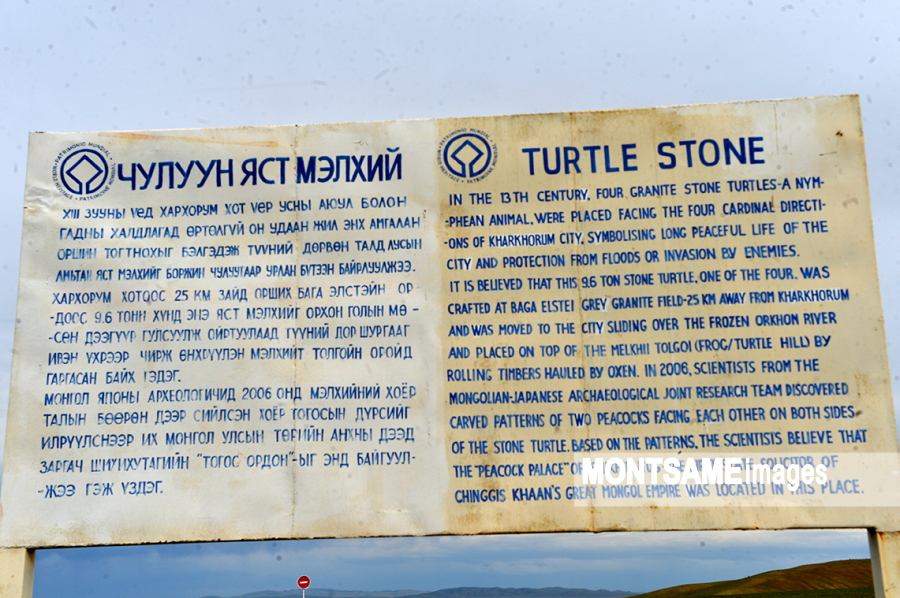 ЧУЛУУН ЯСТ МЭЛХИЙ
XIII ЗУУНЫ ҮЕД ХАРХОРУМ ХОТ ҮЕР УСНЫ АЮУЛ БОЛОН
ГАДНЫ ХАЛДЛАГАД ӨРТӨЛГҮЙ ОН УДААН ЖИЛ ЭНХ АМГАЛАН
ОРШИН ТОГТНОХЫГ БЭЛГЭДЭЖ ТҮҮНИЙ ДӨРВӨН ТАЛД ЛУСЫН
АМЬТАН ЯСТ МЭЛХИЙГ БОРЖИН ЧУЛУУГААР УРЛАН БҮТЭЭН БАЙРЛУУЛЖЭЭ.
ХАРХОРУМ ХОТООС 25 КМ ЗАЙД ОРШИХ БАГА ЭЛСТЭЙН ОР-
-ДОСС 9.6 ТОНН ХҮНД ЭНЭ ЯСТ МЭЛХИЙГ ОРХОН ГОЛЫН МӨ-
-СӨН ДЭЭГҮҮР ГУЛСУУЛЖ ОЙРТУУЛААД ТҮҮНИЙ ДОР ШУРГААГ
ИВЭН ҮХРЭЭР ЧИРЖ ӨНХРҮҮЛЭН МЭЛХИЙТ ТОЛГОЙН ОРОЙД
ГАРГАСАН БАЙХ ГЭДЭГ.
МОНГОЛ ЯПОНЫ АРХЕОЛОГИЧИД 2006 ОНД МЭЛХИЙНИЙ ХОЁР
ТАЛЫН БӨӨРӨН ДЭЭР СИЙЛСЭН ХОЁР ТОГОСЫН ДҮРСИЙГ
ИЛРҮҮЛСНЭЭР ИХ МОНГОЛ УЛСЫН ТӨРИЙН АНХНЫ ДЭЭД
ЗАРГАЧ ШИХИХУТАГИЙН "ТОГОС ОРДОН"-ЫГ ЭНД БАЙГУУЛ-
-ЖЭЭ ГЭЖ ҮЗДЭГ.
TURTLE STONE
IN THE 13TH CENTURY, FOUR GRANITE STONE TURTLES-A NYM-
-PHEAN ANIMAL, WERE PLACED FACING THE FOUR CARDINAL DIRECTI-
-ONS OF KHARKHORUM CITY, SYMBOLISING LONG PEACEFUL LIFE OF THE
CITY AND PROTECTION FROM FLOODS OR INVASION BY ENEMIES.
IT IS BELIEVED THAT THIS 9.6 TON STONE TURTLE, ONE OF THE FOUR. WAS
CRAFTED AT BAGA ELSTEI GREY GRANITE FIELD-25 KM AWAY FROM KHARKHORUM
AND WAS MOVED TO THE CITY SLIDING OVER THE FROZEN ORKHON RIVER
AND PLACED ON TOP OF THE MELKHII TOLGOI (FROG/TURTLE HILL) BY
ROLLING TIMBERS HAULED BY OXEN. IN 2006, SCIENTISTS FROM THE
MONGOLIAN-JAPANESE ARCHAEOLOGICAL JOINT RESEARCH TEAM DISCOVERED
CARVED PATTERNS OF TWO PEACOCKS FACING EACH OTHER ON BOTH SIDES
OF THE STONE TURTLE. BASED ON THE PATTERNS, THE SCIENTISTS BELIEVE THAT
THE "PEACOCK PALACE" OF SOLICITOR OF
CHINGGIS KHAAN'S GREAT MONGOL EMPIRE WAS LOCATED IN THIS PLACE.
MONTSAME images